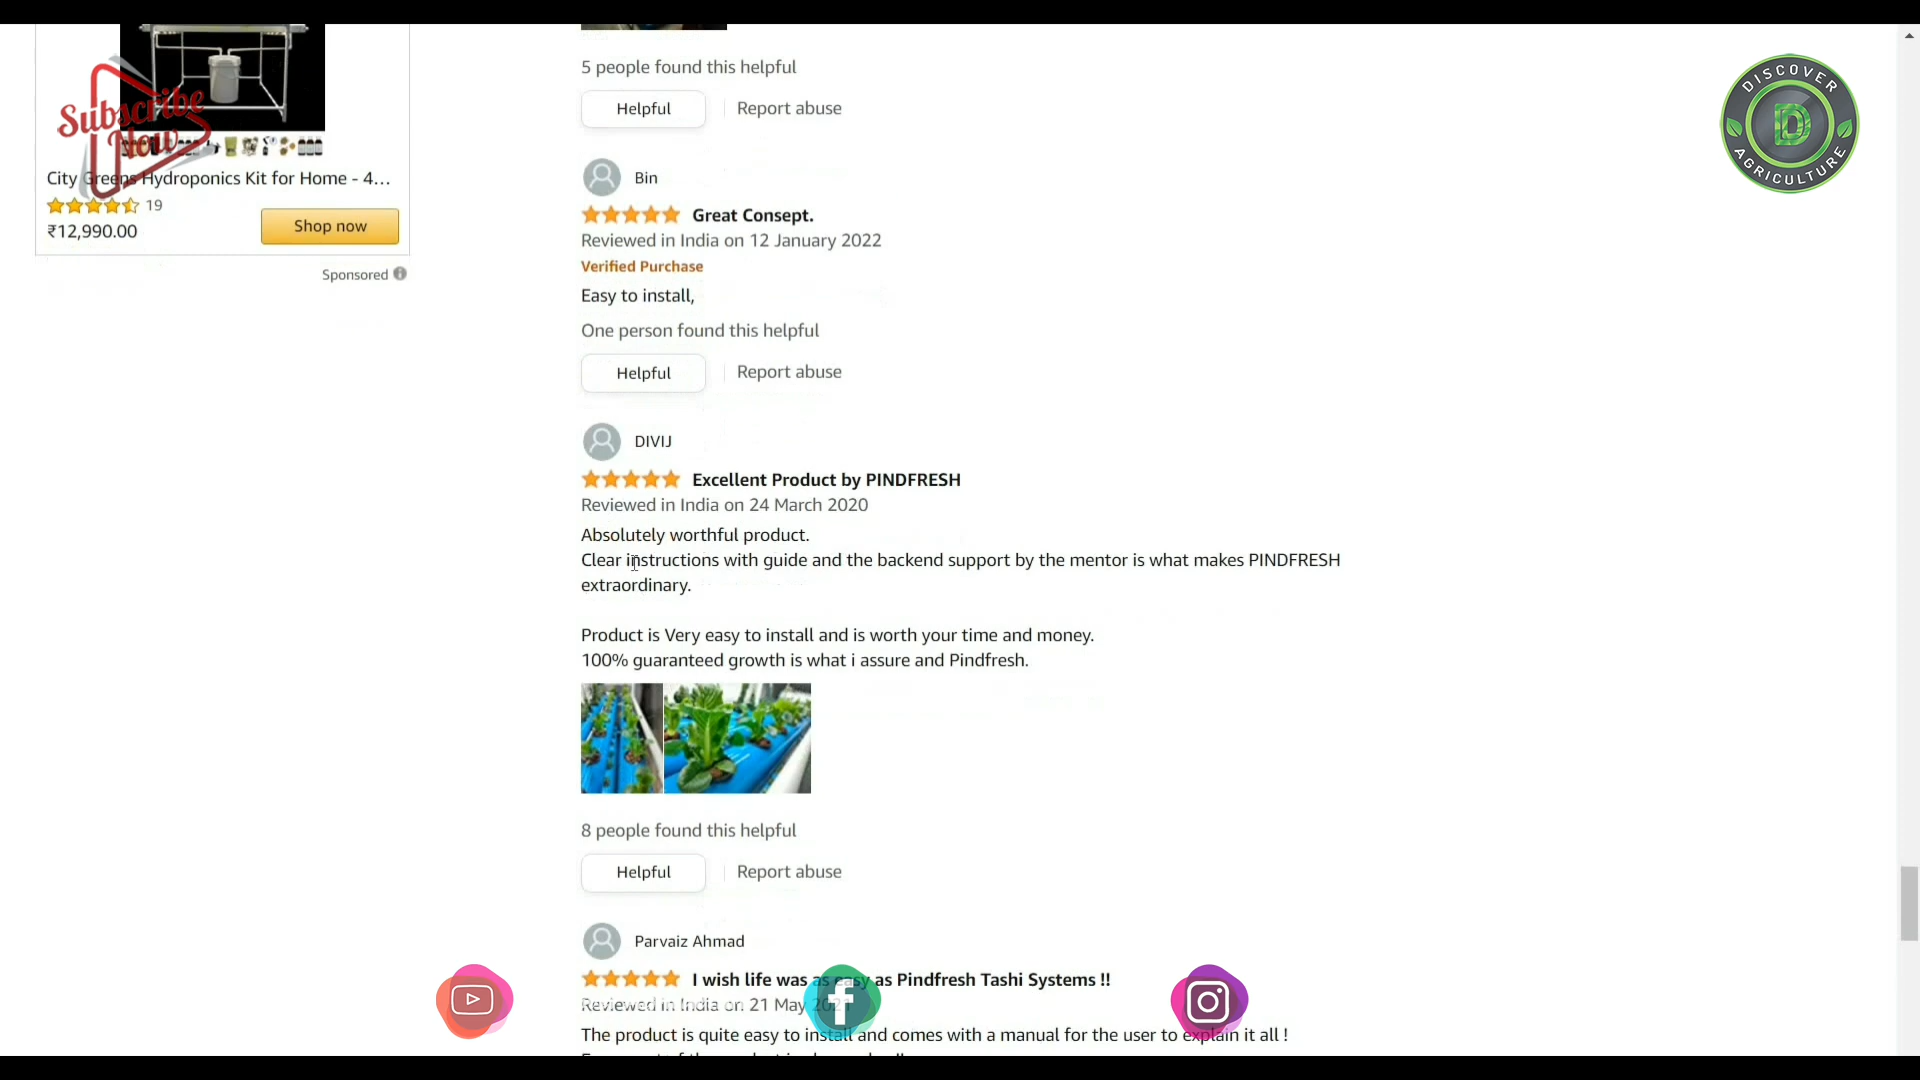 Subscribe
Now
City Greens Hydroponics Kit for Home - 4...
19
₹12,990.00
Shop now
Sponsored
5 people found this helpful
Helpful
Report abuse
Bin
Great Consept.
Reviewed in India on 12 January 2022
Verified Purchase
Easy to install,
One person found this helpful
Helpful
Report abuse
DIVIJ
Excellent Product by PINDFRESH
Reviewed in India on 24 March 2020
Absolutely worthful product.
Clear instructions with guide and the backend support by the mentor is what makes PINDFRESH
extraordinary.
Product is Very easy to install and is worth your time and money.
100% guaranteed growth is what i assure and Pindfresh.
8 people found this helpful
Helpful
Report abuse
Parvaiz Ahmad
I wish life was as easy as Pindfresh Tashi Systems !!
Reviewed in India on 21 May 2021
The product is quite easy to install and comes with a manual for the user to explain it all !
DISCOVER
D
AGRICULTURE